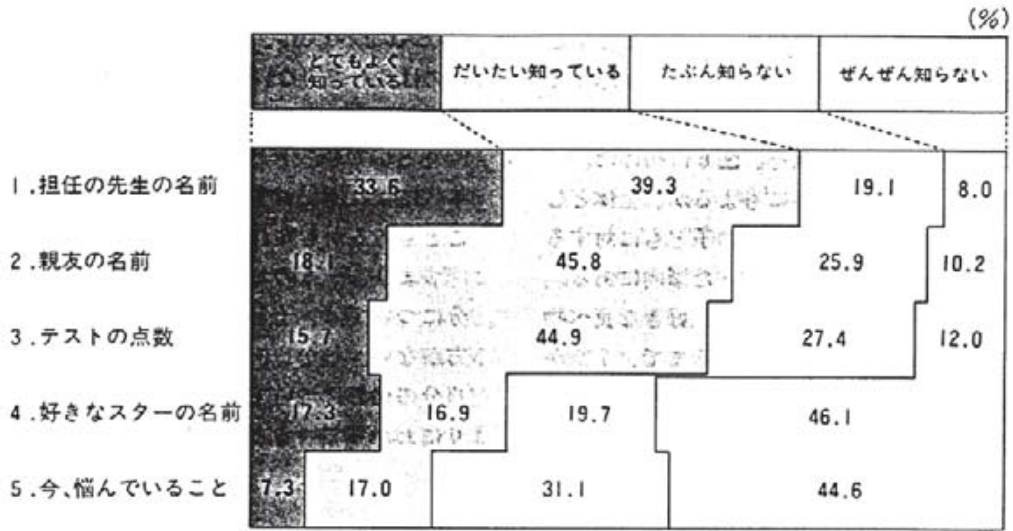 (%)
とてもよく
知っている
だいたい知っている
たぶん知らない
ぜんぜん知らない
1.担任の先生の名前
33.6
39.3
19.1
8.0
2.親友の名前
18.1
45.8
25.9
10.2
3.テストの点数
15.7
44.9
27.4
12.0
4.好きなスターの名前
17.3
16.9
19.7
46.1
5.今、悩んでいること
7.3
17.0
31.1
44.6